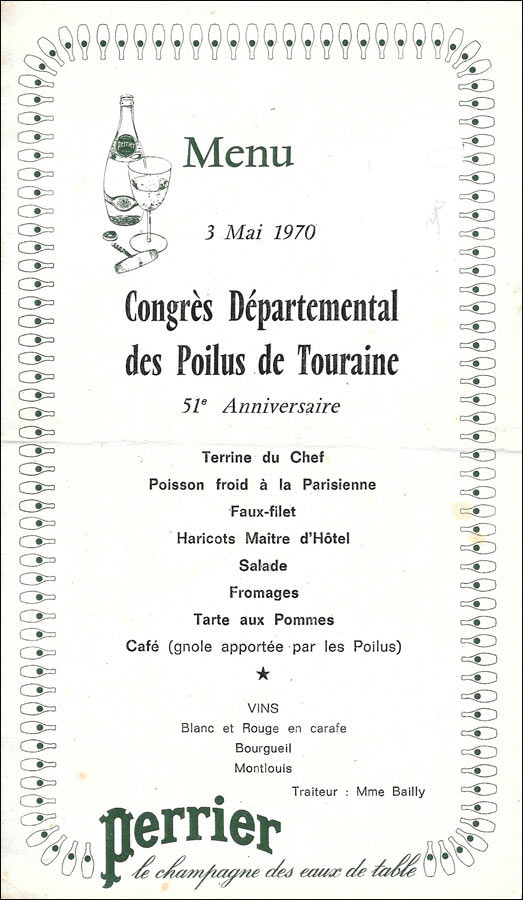 perrier
Menu
3 Mai 1970
Congrès Départemental
des Poilus de Touraine
51e Anniversaire
Terrine du Chef
Poisson froid à la Parisienne
Faux-filet
Haricots Maître d'Hôtel
Salade
Fromages
Tarte aux Pommes
Café (gnole apportée par les Poilus)
★
VINS
Blanc et Rouge en carafe
Bourgueil
Montlouis
Traiteur : Mme Bailly
perrier
le champagne des eaux de table